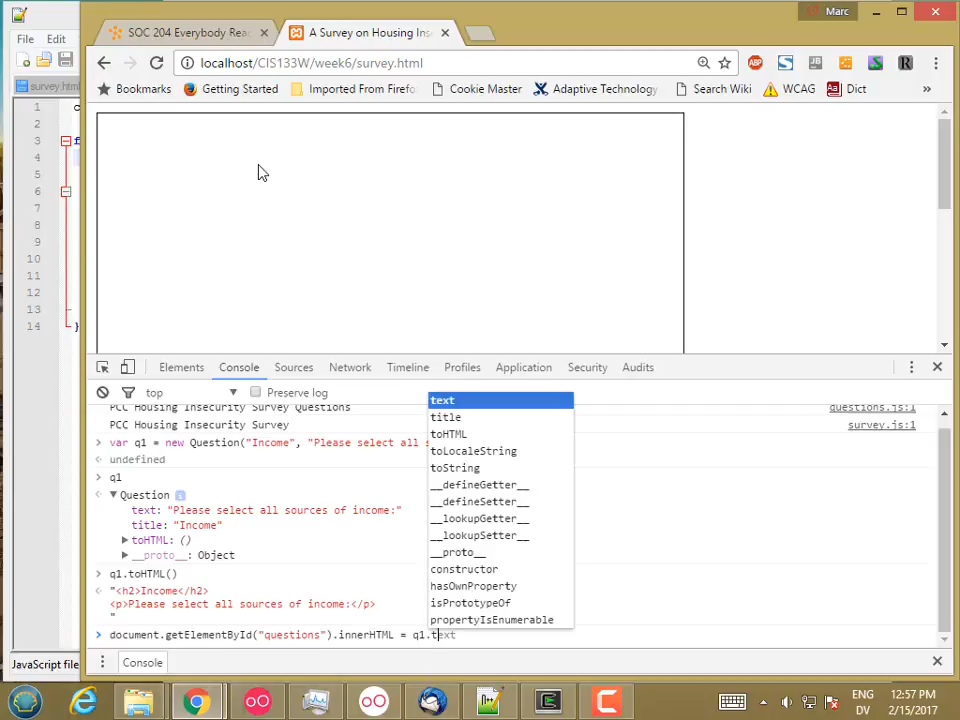 Marc
SOC 204 Everybody Rea
A Survey on Housing Inse
File Edit
localhost/CIS133W/week6/survey.html
ABP
JB
R
Bookmarks Getting Started Imported From Firefo Cookie Master Adaptive Technology Search Wiki WCAG Dict »
survey.htm
1
2
3
4
5
6
7
8
9
10
11
12
13
14 }
Elements Console Sources Network Timeline Profiles Application Security Audits
top Preserve log
PCC Housing Insecurity Survey Questions questions.js:1
PCC Housing Insecurity Survey survey.js:1
> var q1 = new Question("Income", "Please select all s
undefined
> q1
Question i
text: "Please select all sources of income:"
title: "Income"
toHTML: ()
__proto__: Object
> q1.toHTML()
"<h2>Income</h2>
<p>Please select all sources of income:</p>
"
> document.getElementById("questions").innerHTML = q1.text
text
title
toHTML
toLocaleString
toString
__defineGetter__
__defineSetter__
__lookupGetter__
__lookupSetter__
__proto__
constructor
hasOwnProperty
isPrototypeOf
propertyIsEnumerable
JavaScript file
Console
ENG 12:57 PM
DV 2/15/2017